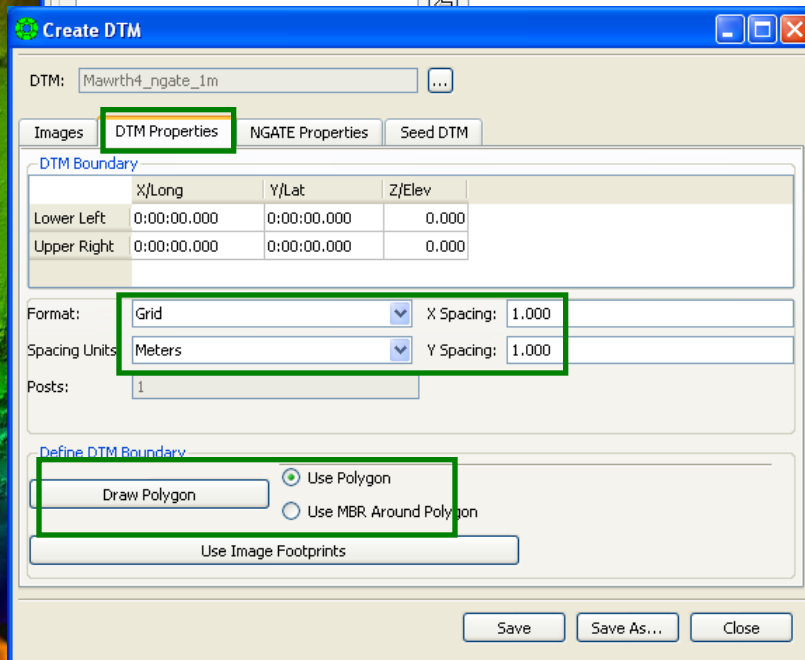 Create DTM
DTM: Mawrth4_ngate_1m ...
Images DTM Properties NGATE Properties Seed DTM
DTM Boundary
X/Long Y/Lat Z/Elev
Lower Left 0:00:00.000 0:00:00.000 0.000
Upper Right 0:00:00.000 0:00:00.000 0.000
Format: Grid X Spacing: 1.000
Spacing Units Meters Y Spacing: 1.000
Posts: 1
Define DTM Boundary
Use Polygon
Draw Polygon
Use MBR Around Polygon
Use Image Footprints
Save Save As... Close